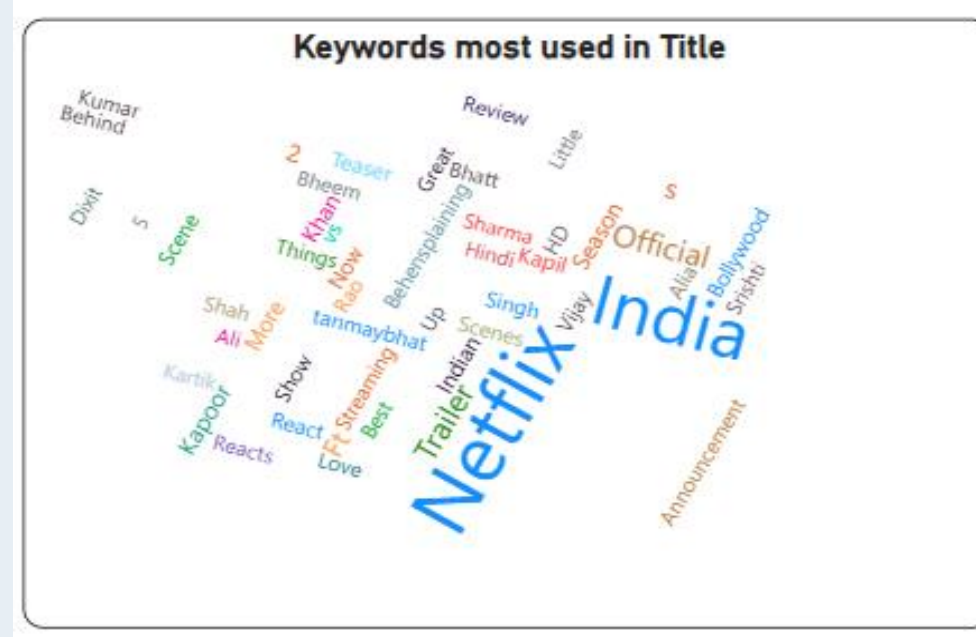 Keywords most used in Title
Kumar
Behind
Review
Little
2
Teaser
Great
Bhatt
Bheem
Dixit
S
Scene
Khan
vs
Things
Now
Rao
Behensplaining
Sharma
Hindi
Kapil
HD
Season
Official
s
Bollywood
Alia
Srishti
Shah
Ali
More
tanmaybhat
Up
Singh
Scenes
Vijay
India
Kartik
Kapoor
Show
Streaming
Indian
Netflix
Trailer
React
Reacts
Ft
Best
Love
Announcement